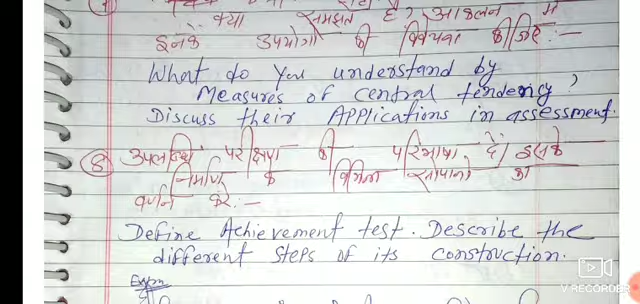 क्या समझते है? आकलन में
इनके उपयोगों की विवेचना कीजिए :-
What do you understand by
Measures of central tendency?
Discuss their Applications in assessment.
8 उपलब्धि परीक्षण की परिभाषा दें। इसके
निर्माण के विभिन्न सोपानों का
वर्णन करें :-
Define Achievement test. Describe the
different steps of its construction.
V RECORDER